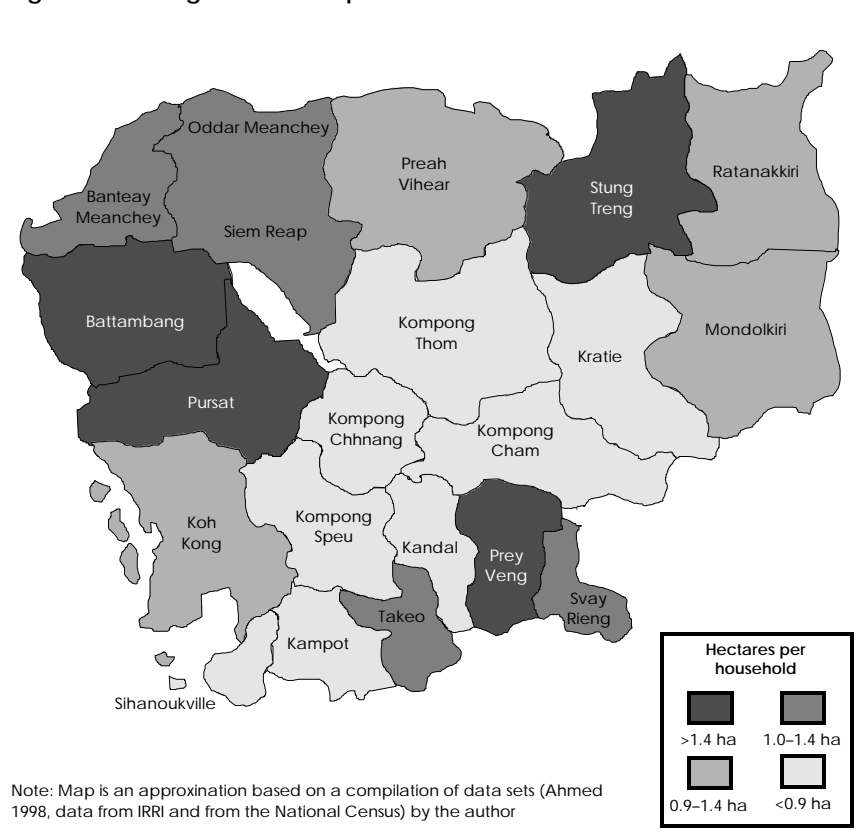 Oddar Meanchey
Preah
Vihear
Stung
Treng
Ratanakkiri
Banteay
Meanchey
Siem Reap
Battambang
Kompong
Thom
Kratie
Mondolkiri
Pursat
Kompong
Chhnang
Kompong
Cham
Koh
Kong
Kompong
Speu
Kandal
Prey
Veng
Svay
Rieng
Takeo
Kampot
Sihanoukville
Hectares per
household
>1.4 ha
1.0–1.4 ha
0.9–1.4 ha
<0.9 ha
Note: Map is an approxination based on a compilation of data sets (Ahmed
1998, data from IRRI and from the National Census) by the author